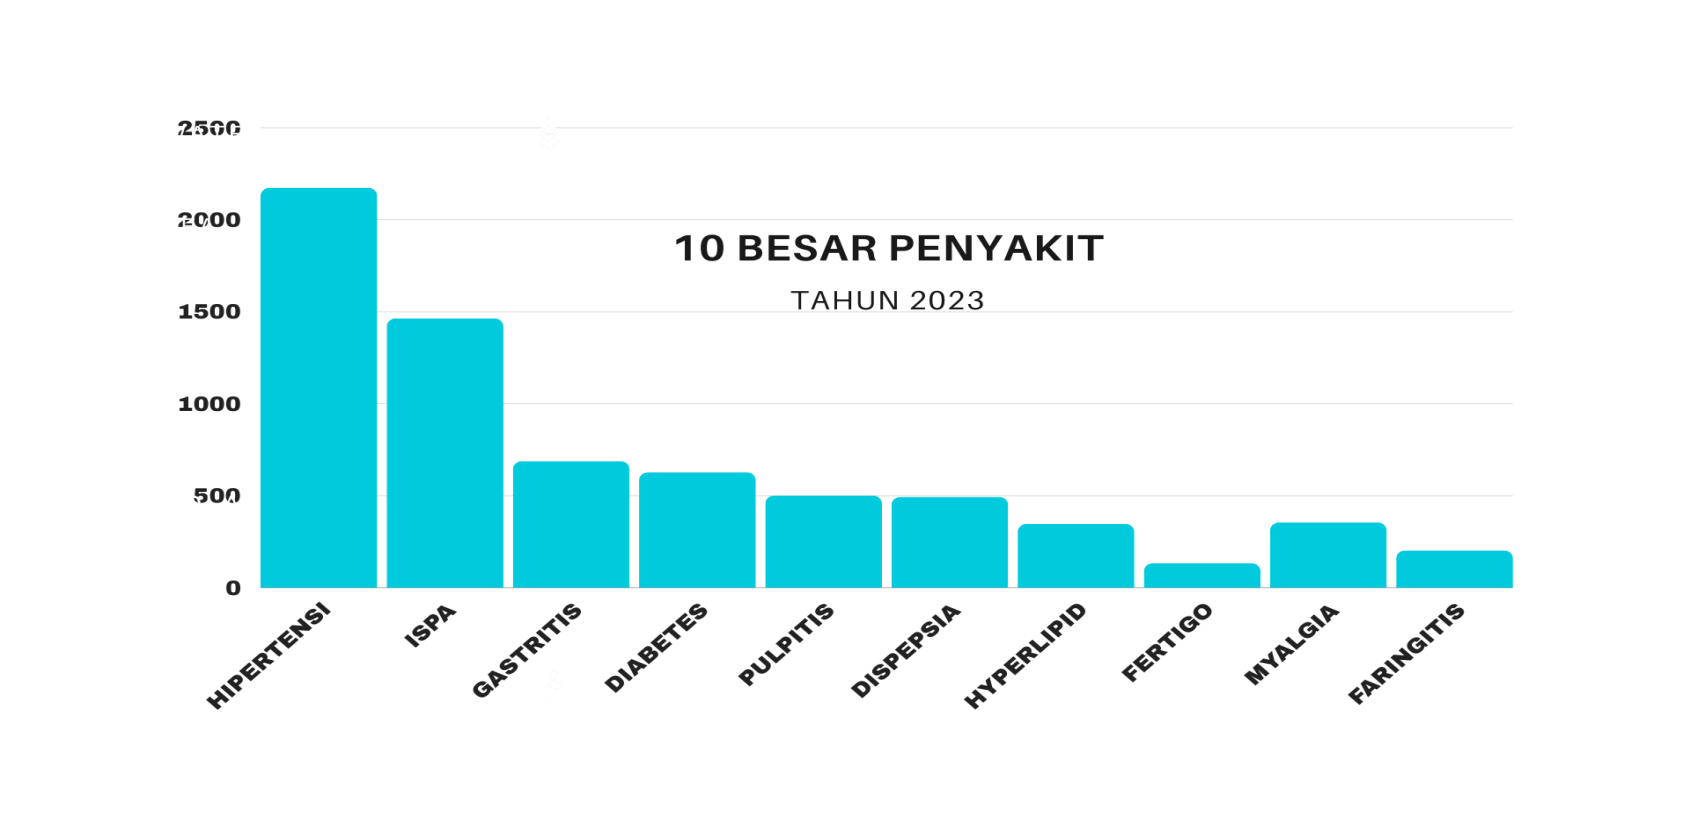 2500
2000
10 BESAR PENYAKIT
TAHUN 2023
1500
1000
500
0
HIPERTENSI
ISPA
GASTRITIS
DIABETES
PULPITIS
DISPEPSIA
HYPERLIPID
FERTIGO
MYALGIA
FARINGITIS